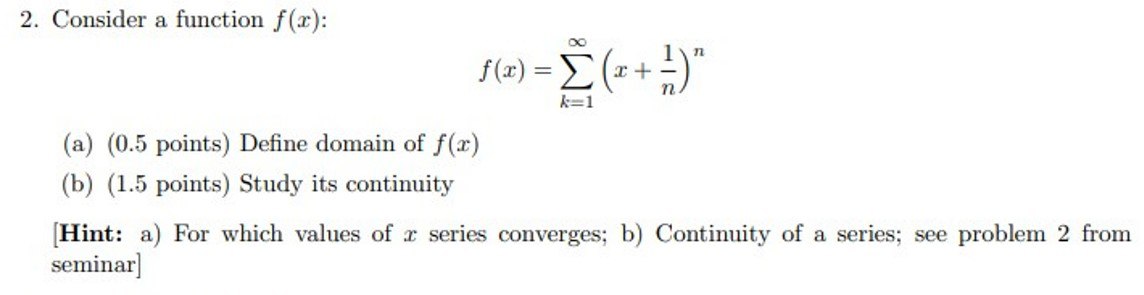 2. Consider a function f(x):
f(x) = \sum_{k=1}^{\infty} \left( x + \frac{1}{n} \right)^n
(a) (0.5 points) Define domain of f(x)
(b) (1.5 points) Study its continuity
[Hint: a) For which values of x series converges; b) Continuity of a series; see problem 2 from
seminar]